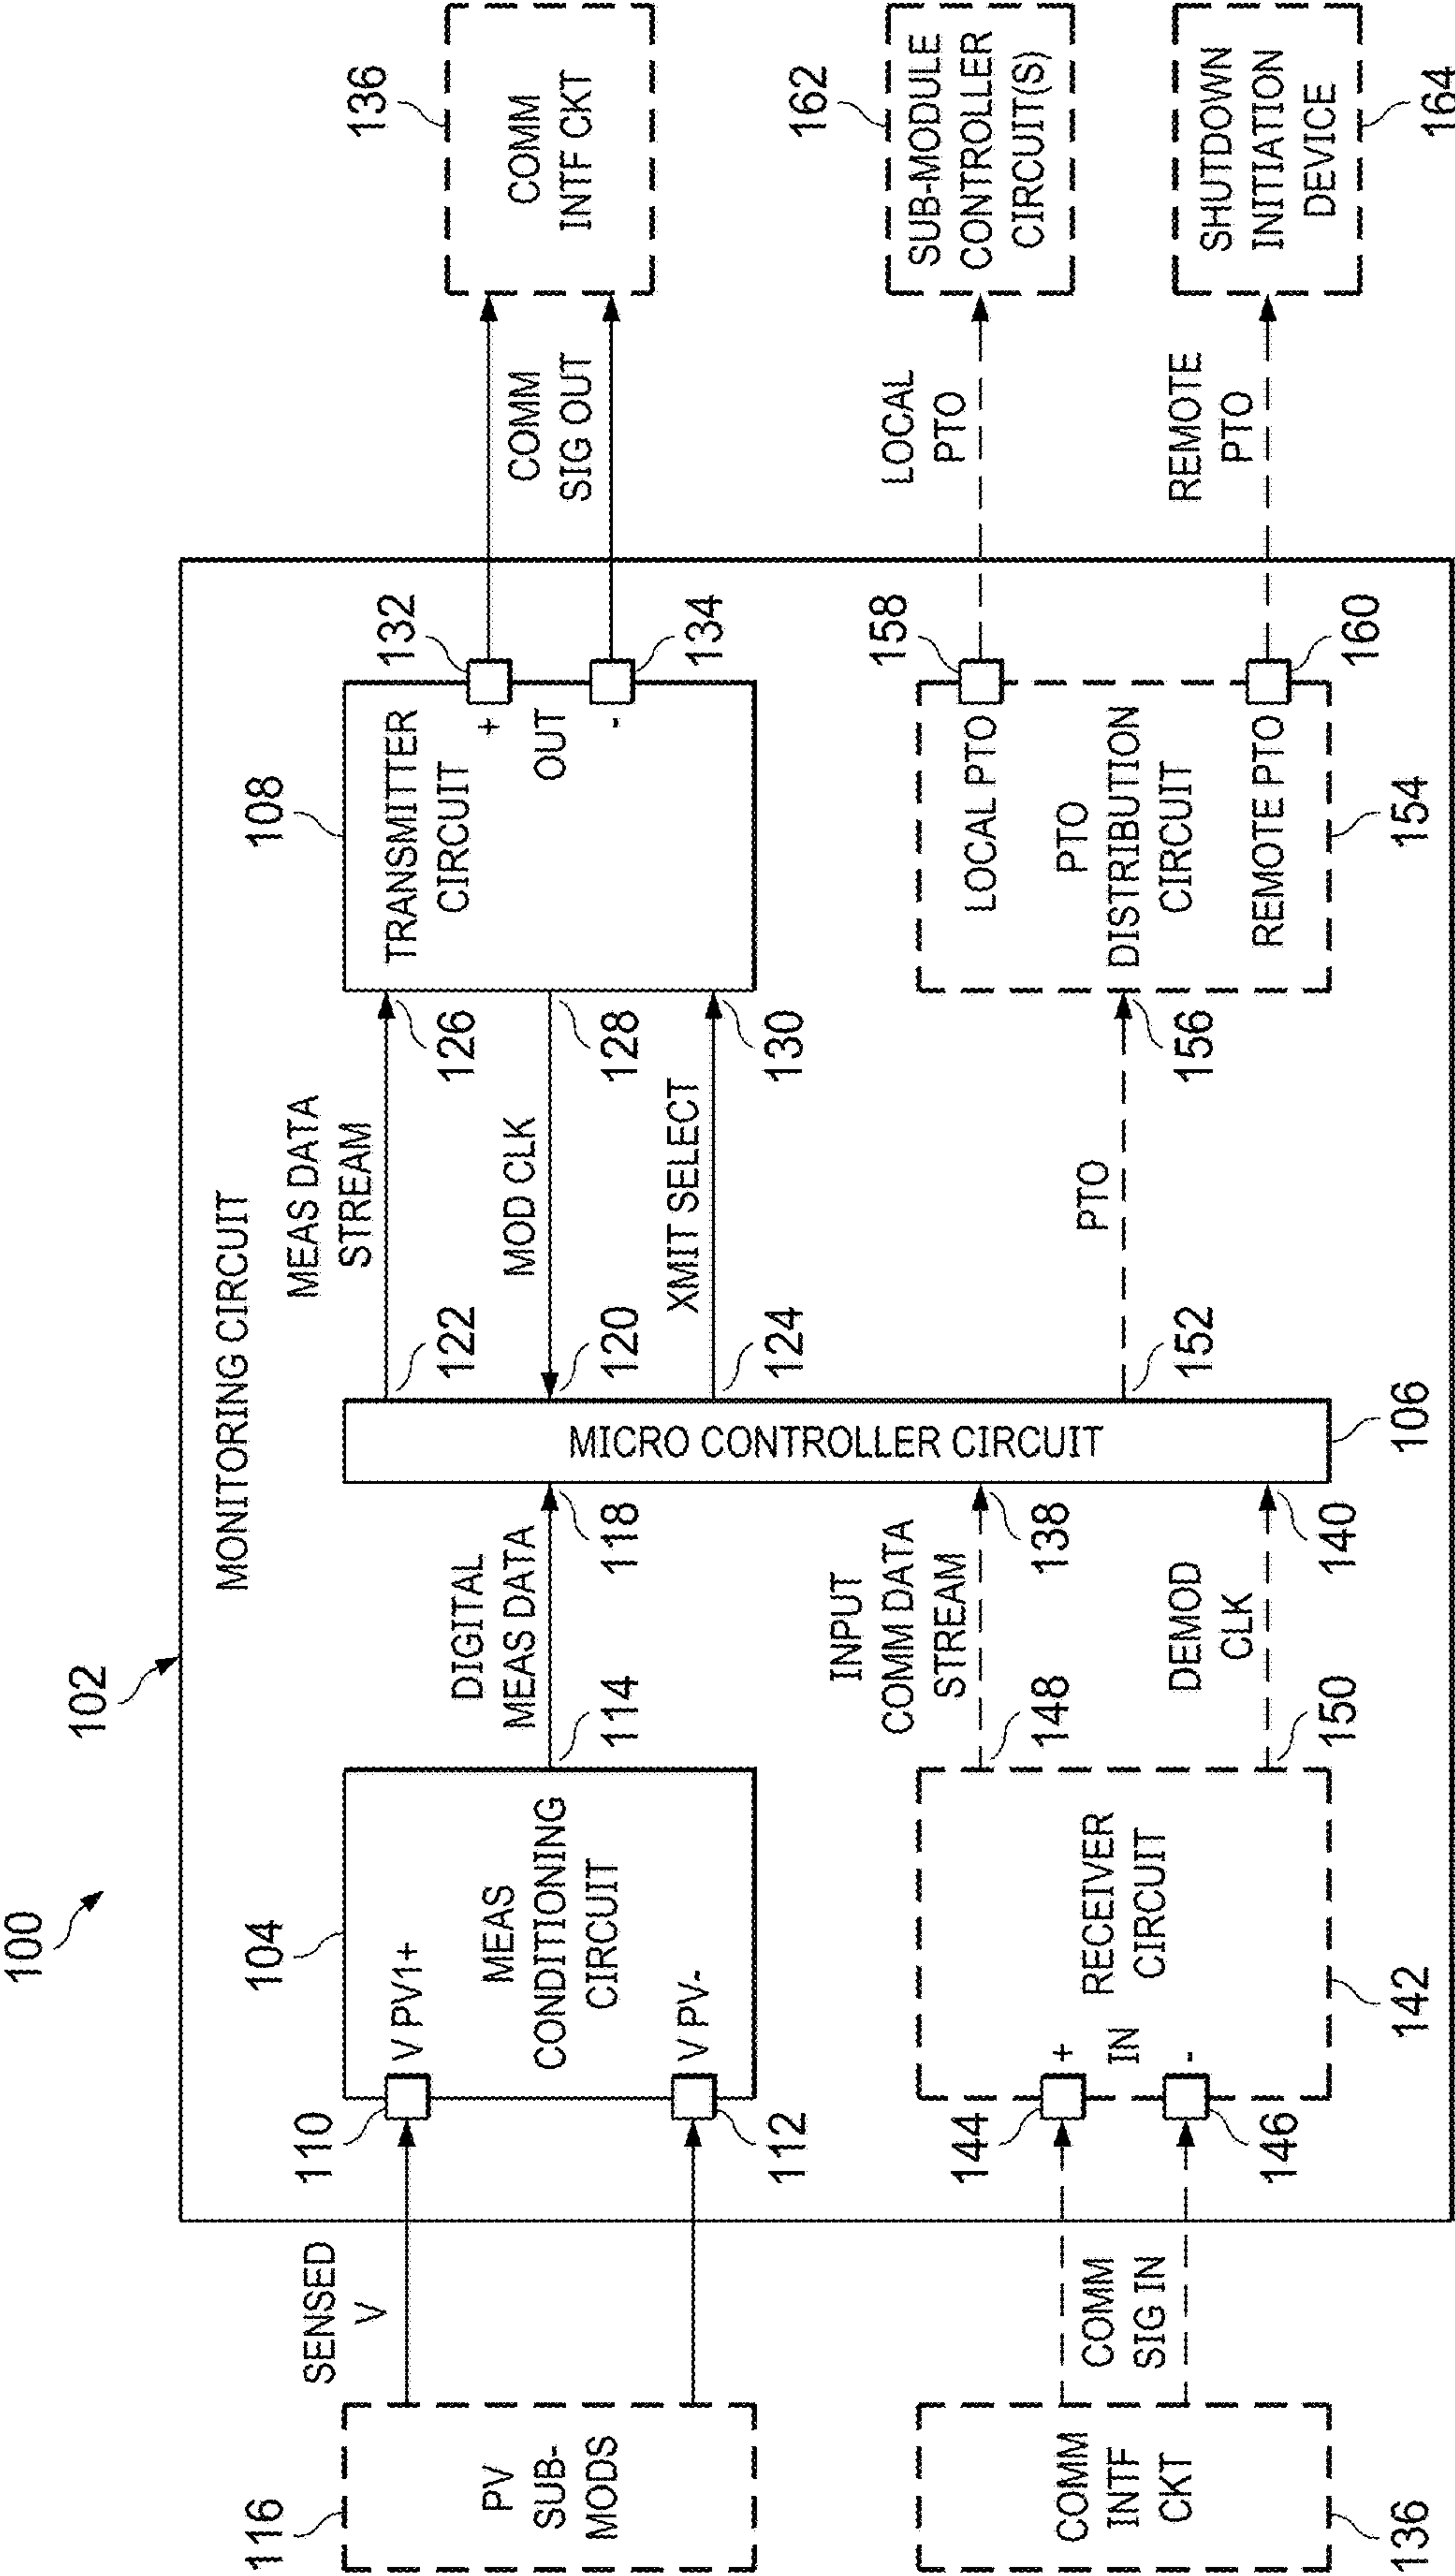 100
102
MONITORING CIRCUIT
116
PV
SUB-
MODS
SENSED
V
110
112
104
V PV1+
MEAS
CONDITIONING
CIRCUIT
V PV-
114
DIGITAL
MEAS DATA
118
MICRO CONTROLLER CIRCUIT
106
122
MEAS DATA
STREAM
126
120
MOD CLK
128
124
XMIT SELECT
130
108
TRANSMITTER
CIRCUIT
+
OUT
-
132
134
COMM
SIG OUT
136
COMM
INTF CKT
136
COMM
INTF
CKT
COMM
SIG IN
144
146
+
IN
-
RECEIVER
CIRCUIT
142
148
INPUT
COMM DATA
STREAM
138
150
DEMOD
CLK
140
152
PTO
156
LOCAL PTO
PTO
DISTRIBUTION
CIRCUIT
REMOTE PTO
154
158
160
LOCAL
PTO
REMOTE
PTO
162
SUB-MODULE
CONTROLLER
CIRCUIT(S)
SHUTDOWN
INITIATION
DEVICE
164